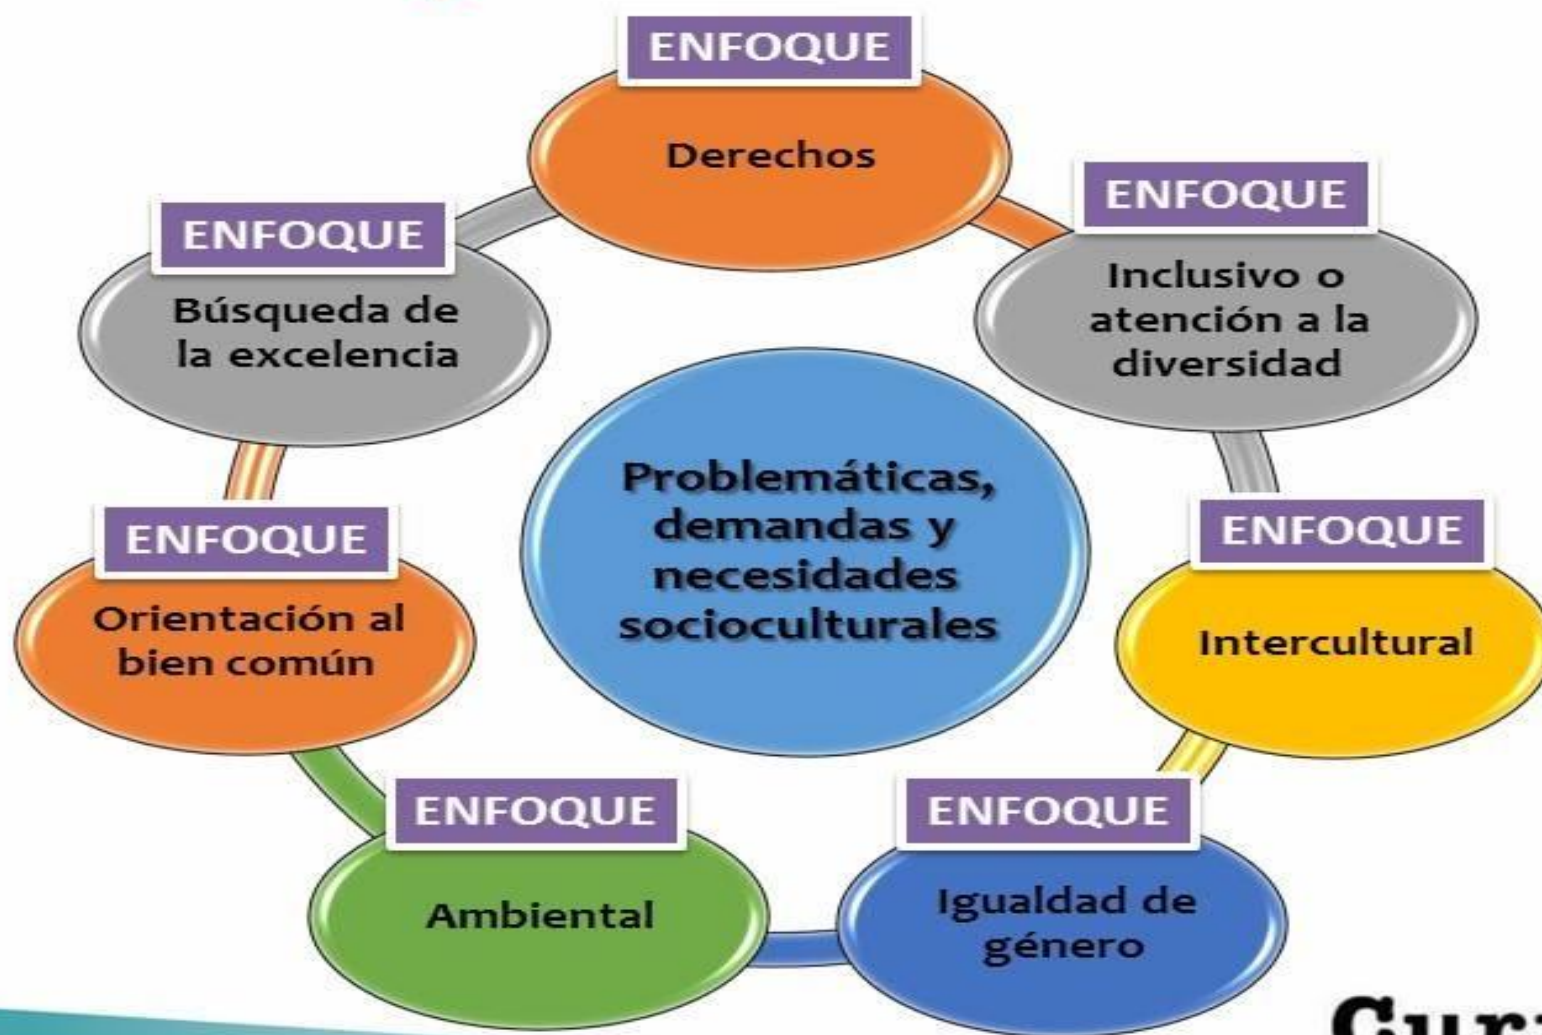 ENFOQUE
Derechos
ENFOQUE
Inclusivo o
atención a la
diversidad
ENFOQUE
Intercultural
ENFOQUE
Igualdad de
género
ENFOQUE
Ambiental
ENFOQUE
Orientación al
bien común
ENFOQUE
Búsqueda de
la excelencia
Problemáticas,
demandas y
necesidades
socioculturales